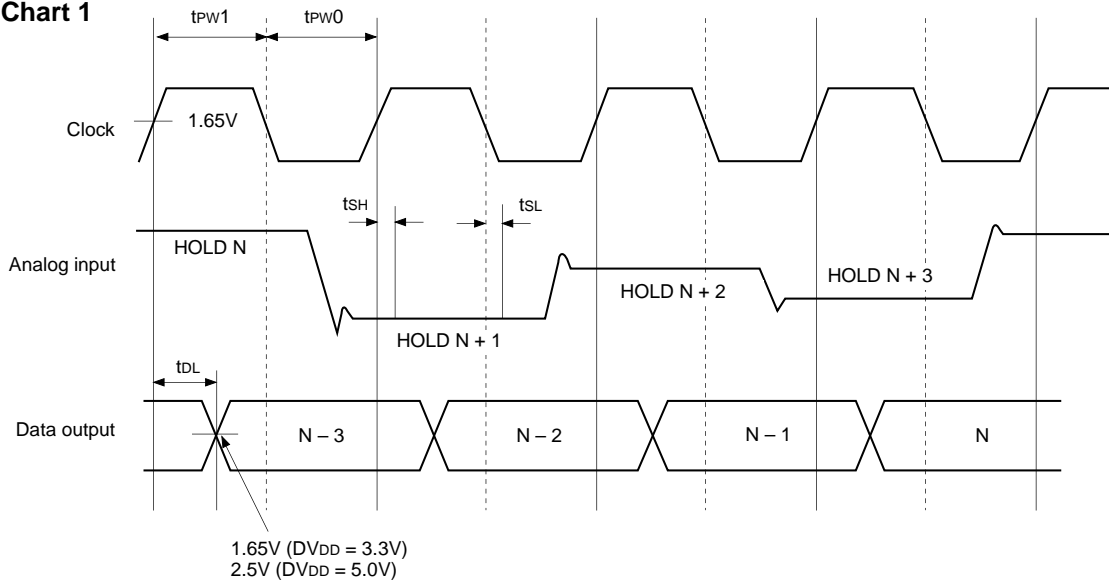 Chart 1
tPW1
tPW0
Clock
1.65V
tSH
tSL
HOLD N
Analog input
HOLD N + 1
HOLD N + 2
HOLD N + 3
tDL
Data output
N – 3
N – 2
N – 1
N
1.65V (DVDD = 3.3V)
2.5V (DVDD = 5.0V)